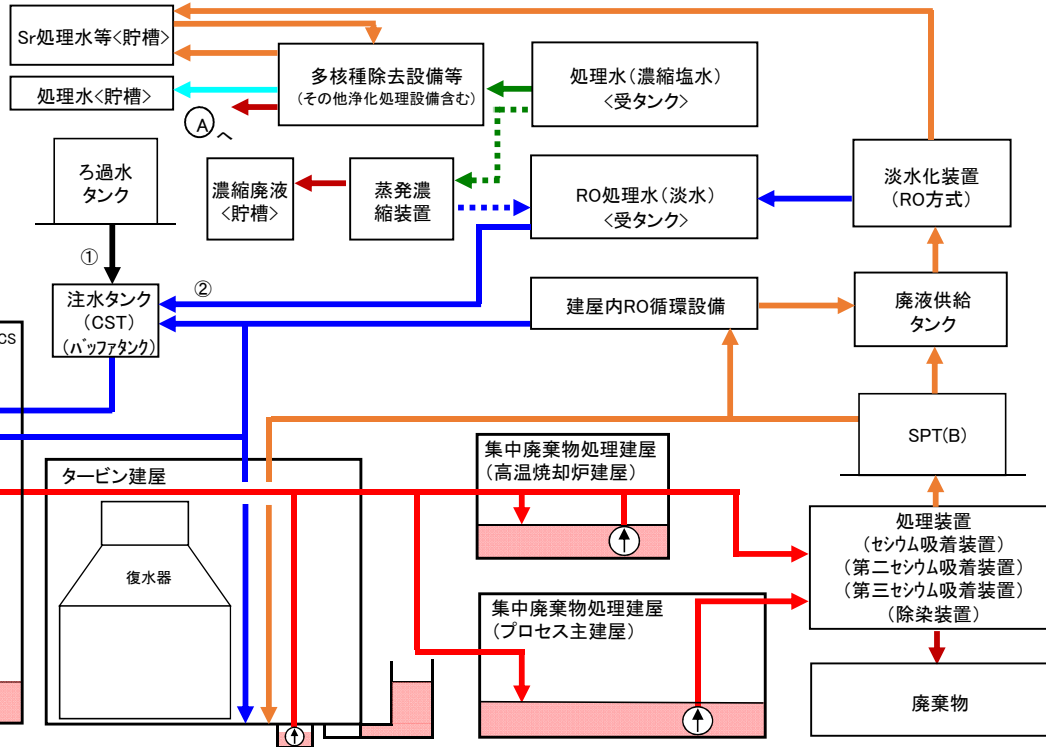 Sr処理水等<貯槽>
処理水<貯槽>
多核種除去設備等
(その他浄化処理設備含む)
処理水(濃縮塩水)
<受タンク>
A へ
ろ過水
タンク
濃縮廃液
<貯槽>
蒸発濃
縮装置
RO処理水(淡水)
<受タンク>
淡水化装置
(RO方式)
①
②
注水タンク
(CST)
(バッファタンク)
建屋内RO循環設備
廃液供給
タンク
CS
SPT(B)
タービン建屋
復水器
集中廃棄物処理建屋
(高温焼却炉建屋)
集中廃棄物処理建屋
(プロセス主建屋)
処理装置
(セシウム吸着装置)
(第二セシウム吸着装置)
(第三セシウム吸着装置)
(除染装置)
廃棄物